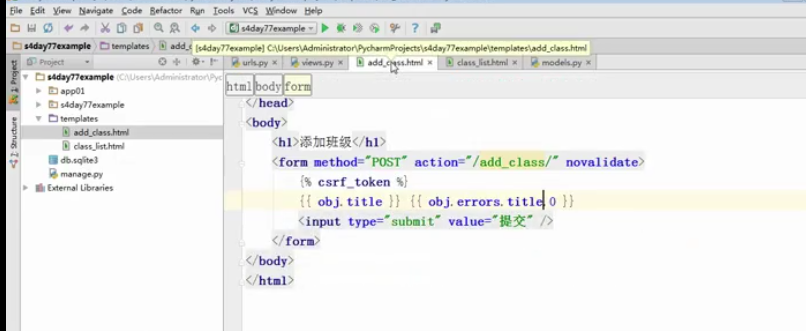 File Edit View Navigate Code Refactor Run Tools VCS Window Help
s4day77example
s4day77example templates add_c
[s4day77example] C:\Users\Administrator\PycharmProjects\s4day77example\templates\add_class.html
Project
urls.py × views.py × add_class.html × class_list.html × models.py ×
1: Project
Structure
s4day77example (C:\Users\Administrator\Pyc
app01
s4day77example
templates
add_class.html
class_list.html
db.sqlite3
manage.py
External Libraries
html body form
</head>
<body>
<h1>添加班级</h1>
<form method="POST" action="/add_class/" novalidate>
{% csrf_token %}
{{ obj.title }} {{ obj.errors.title.0 }}
<input type="submit" value="提交" />
</form>
</body>
</html>